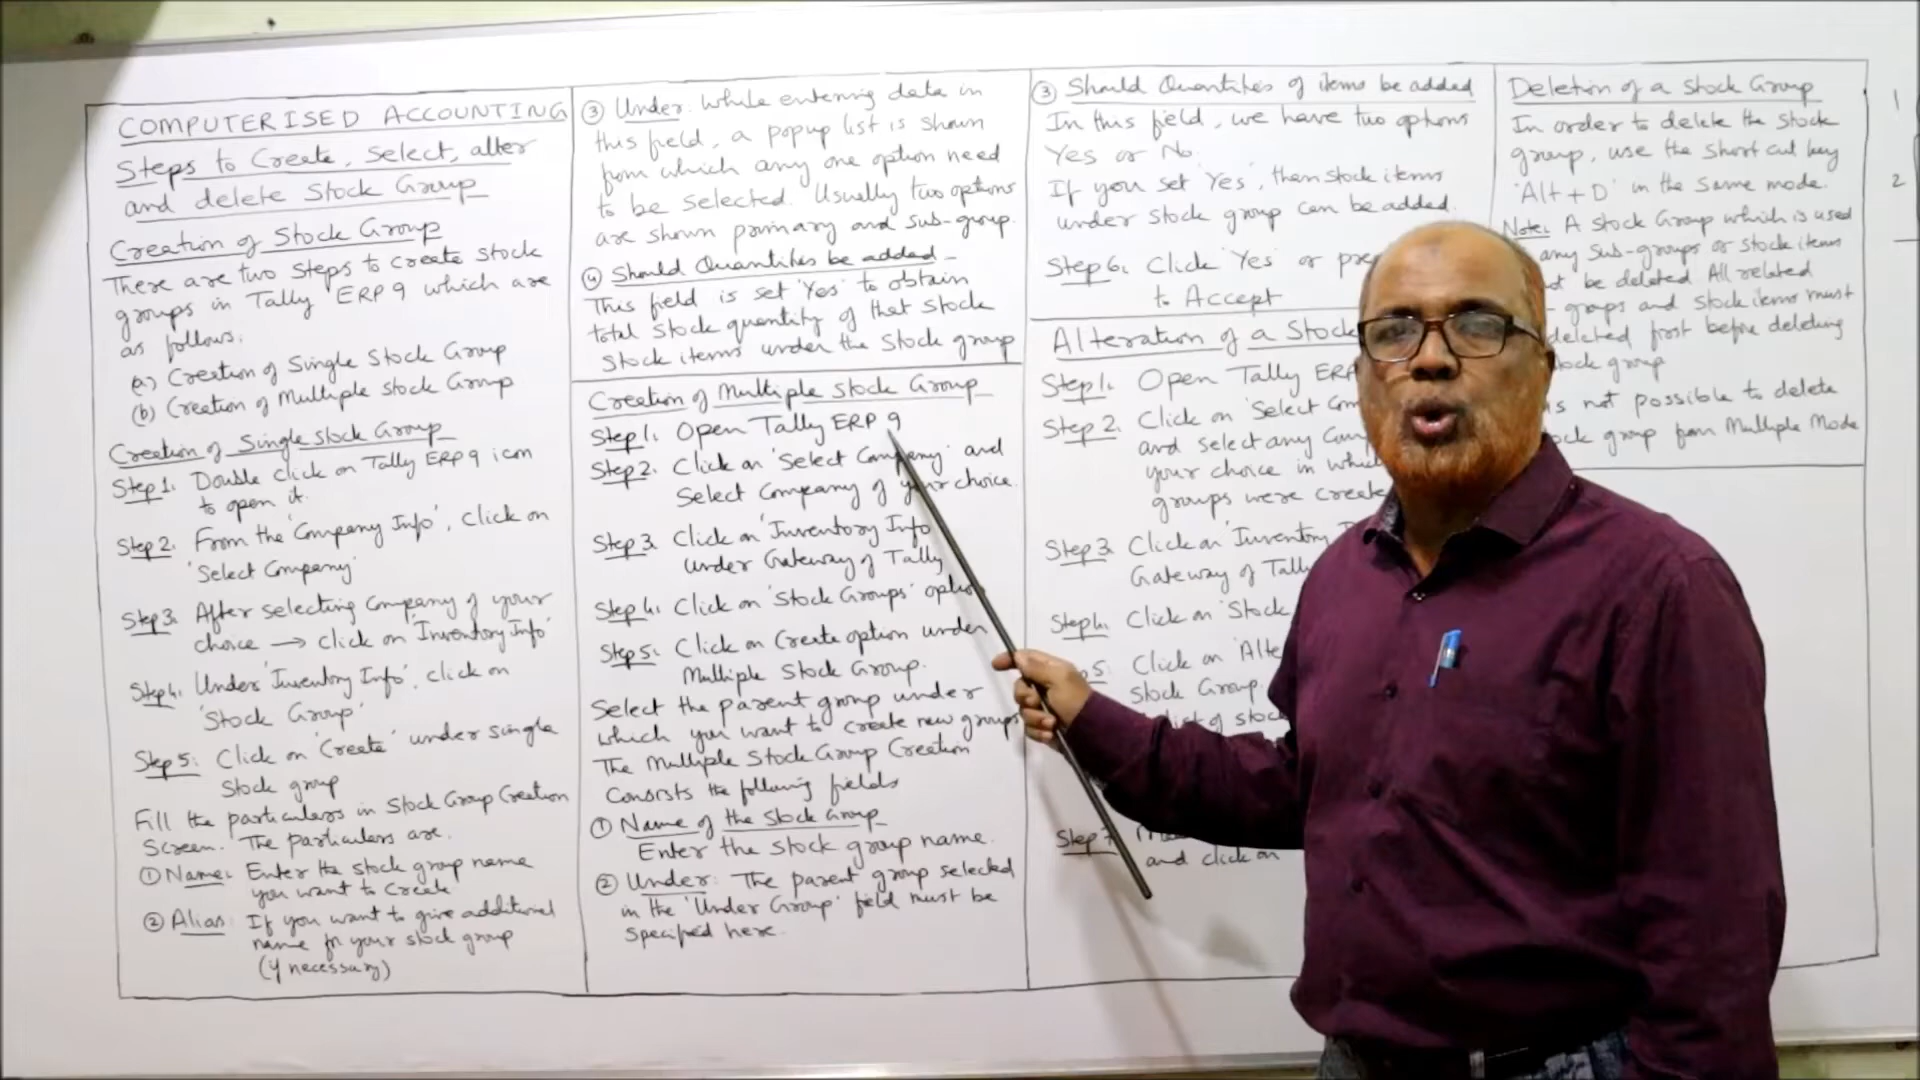 COMPUTERISED ACCOUNTING
Steps to Create, Select, alter
and delete Stock Group
Creation of Stock Group
There are two steps to create stock
groups in Tally ERP 9 which are
as follows.
(a) Creation of Single Stock Group
(b) Creation of Multiple Stock Group
Creation of Single Stock Group
Step 1. Double click on Tally ERP 9 icon
to open it.
Step 2. From the 'Company Info', click on
'Select Company'
Step 3. After selecting Company of your
choice → click on 'Inventory Info'
Step 4. Under 'Inventory Info', click on
'Stock Group'
Step 5: Click on 'Create' under single
Stock group
Fill the particulars in Stock Group Creation
Screen. The particulars are.
① Name: Enter the stock group name
you want to create
② Alias: If you want to give additional
name for your stock group
(if necessary)
③ Under: While entering data in
this field, a popup list is shown
from which any one option need
to be selected. Usually two options
are shown primary and sub-group.
④ Should Quantities be added -
This field is set 'Yes' to obtain
total stock quantity of that stock
Stock items under the Stock group
Creation of Multiple Stock Group
Step 1. Open Tally ERP 9
Step 2. Click on 'Select Company' and
Select Company of your choice.
Step 3. Click on 'Inventory Info
under Gateway of Tally
Step 4. Click on 'Stock Groups' option
Step 5. Click on Create option under
Multiple Stock Group.
Select the parent group under
which you want to create new groups
The Multiple Stock Group Creation
Consists the following fields
① Name of the Stock Group
Enter the stock group name.
② Under: The parent group selected
in the 'Under Group' field must be
specified here.
③ Should Quantities of items be added
In this field, we have two options
Yes or No.
If you set 'Yes', then stock items
under stock group can be added.
Step 6. Click 'Yes' or
to Accept
Alteration of a Stock
Step 1. Open Tally ERP
Step 2. Click on 'Select
and select any
your choice in
groups were
Step 3. Click on 'Inventory
Gateway of Tally
Step 4. Click on 'Stock
5: Click on
Stock Group.
list of
Step 7
and click on
Deletion of a Stock Group
In order to delete the stock
group, use the short cut key
'Alt + D' in the same mode.
Note: A Stock Group which is used
any sub-groups or stock items
be deleted. All related
groups and stock items must
deleted first before deleting
group
is not possible to delete
group from Multiple Mode
1
2